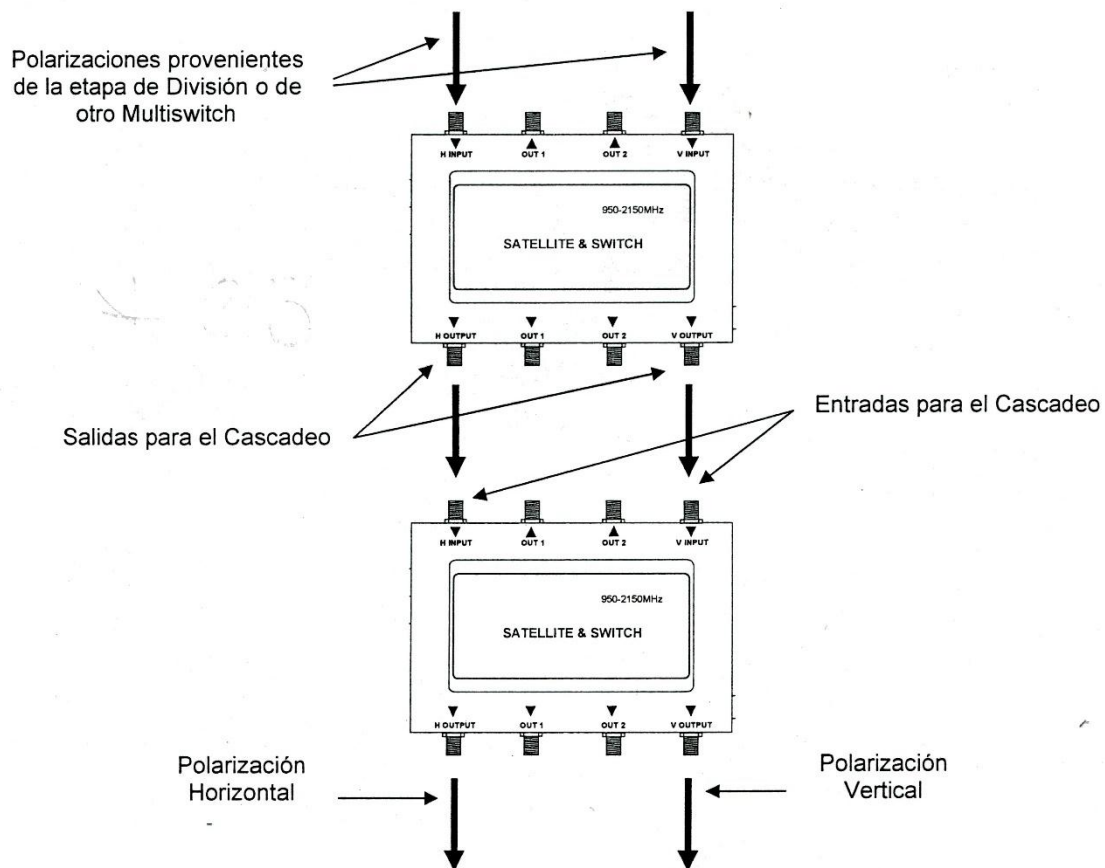 Polarizaciones provenientes
de la etapa de División o de
otro Multiswitch
H INPUT OUT 1 OUT 2 V INPUT
950-2150MHz
SATELLITE & SWITCH
H OUTPUT OUT 1 OUT 2 V OUTPUT
Salidas para el Cascadeo
Entradas para el Cascadeo
H INPUT OUT 1 OUT 2 V INPUT
950-2150MHz
SATELLITE & SWITCH
H OUTPUT OUT 1 OUT 2 V OUTPUT
Polarización
Horizontal
Polarización
Vertical